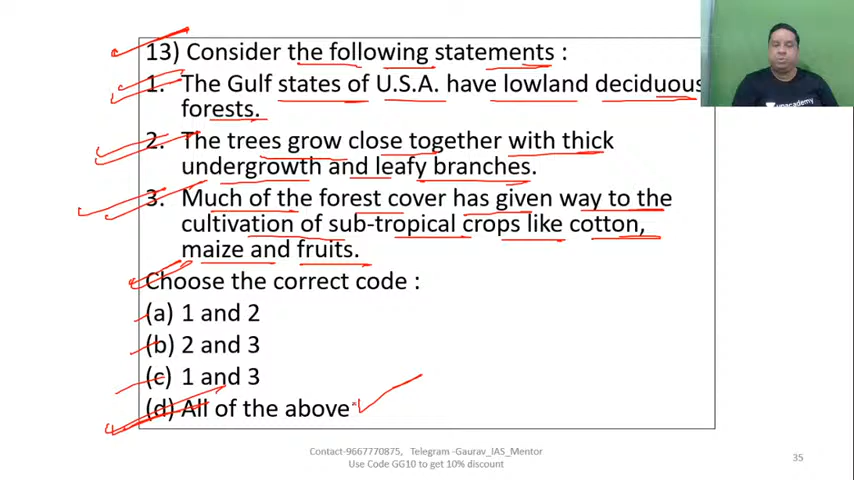 13) Consider the following statements :
1. The Gulf states of U.S.A. have lowland deciduous
forests.
2. The trees grow close together with thick
undergrowth and leafy branches.
3. Much of the forest cover has given way to the
cultivation of sub-tropical crops like cotton,
maize and fruits.
Choose the correct code :
(a) 1 and 2
(b) 2 and 3
(c) 1 and 3
(d) All of the above
Contact-9667770875, Telegram -Gaurav_IAS_Mentor
Use Code GG10 to get 10% discount
35
unacademy